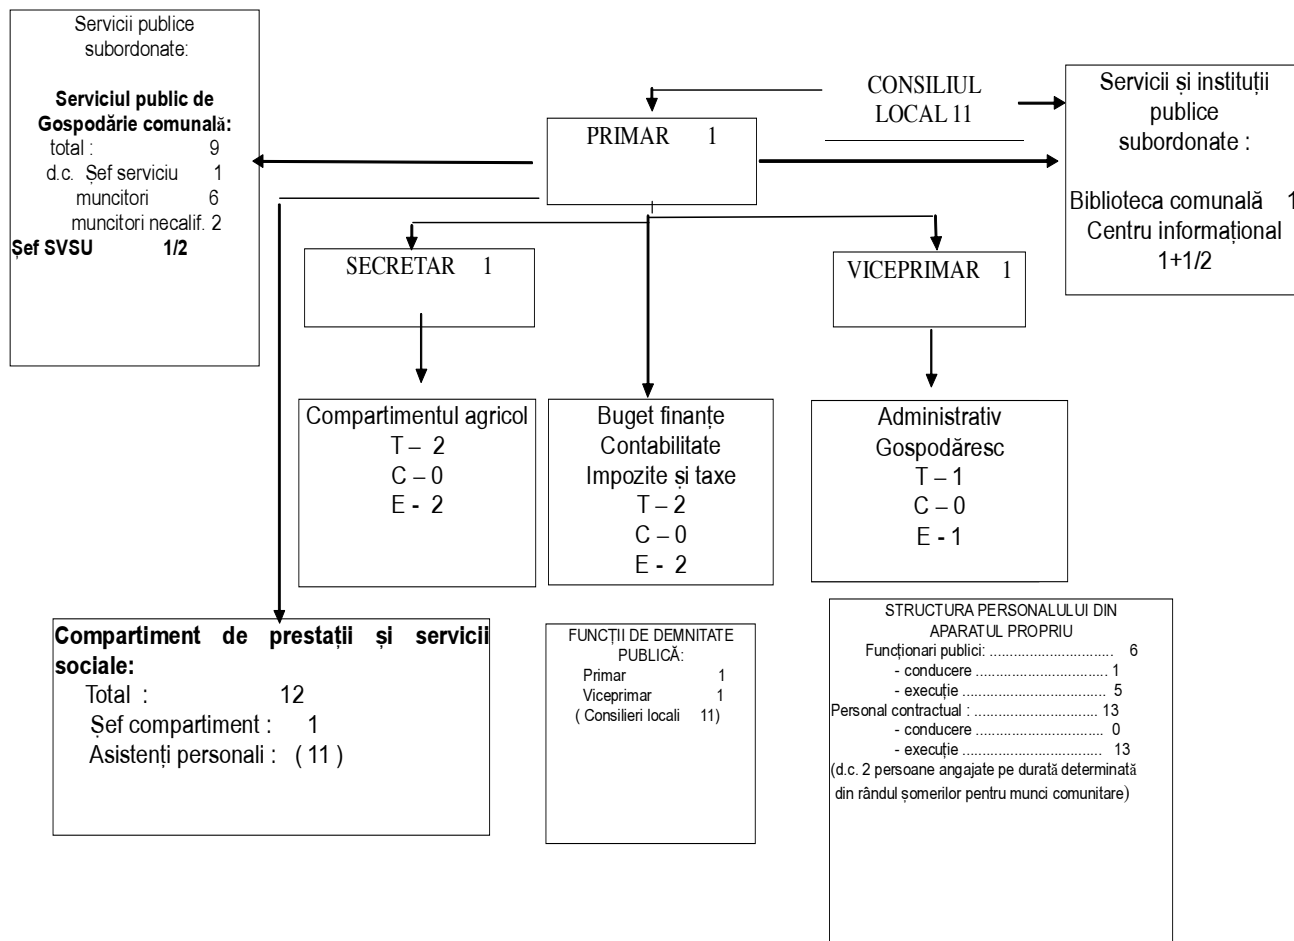 Servicii publice
subordonate:
Serviciul public de
Gospodărie comunală:
total : 9
d.c. Șef serviciu 1
muncitori 6
muncitori necalif. 2
Șef SVSU 1/2
CONSILIUL
LOCAL 11
PRIMAR 1
Servicii și instituții
publice
subordonate :
Biblioteca comunală 1
Centru informațional
1+1/2
SECRETAR 1
VICEPRIMAR 1
Compartimentul agricol
T – 2
C – 0
E - 2
Buget finanțe
Contabilitate
Impozite și taxe
T – 2
C – 0
E - 2
Administrativ
Gospodăresc
T – 1
C – 0
E - 1
Compartiment de prestații și servicii
sociale:
Total : 12
Șef compartiment : 1
Asistenți personali : ( 11 )
FUNCȚII DE DEMNITATE
PUBLICĂ:
Primar 1
Viceprimar 1
( Consilieri locali 11)
STRUCTURA PERSONALULUI DIN
APARATUL PROPRIU
Funcționari publici: ............................... 6
- conducere ................................. 1
- execuție ................................... 5
Personal contractual : ............................... 13
- conducere ................................ 0
- execuție ................................... 13
(d.c. 2 persoane angajate pe durată determinată
din rândul șomerilor pentru munci comunitare)